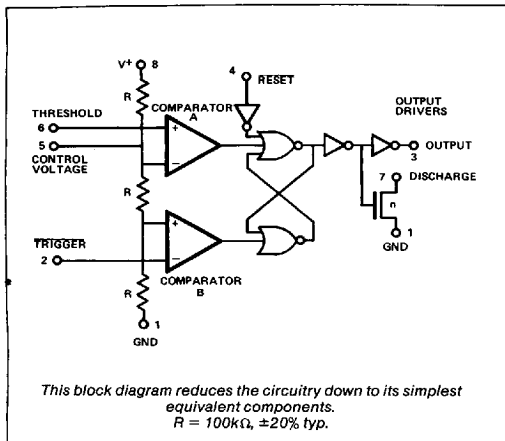 V+ 8
R
THRESHOLD
6
5
CONTROL
VOLTAGE
COMPARATOR
A
+
−
4
RESET
OUTPUT
DRIVERS
3 OUTPUT
7 DISCHARGE
n
1
GND
R
TRIGGER
2
+
−
COMPARATOR
B
R
1
GND
This block diagram reduces the circuitry down to its simplest
equivalent components.
R = 100kΩ, ±20% typ.